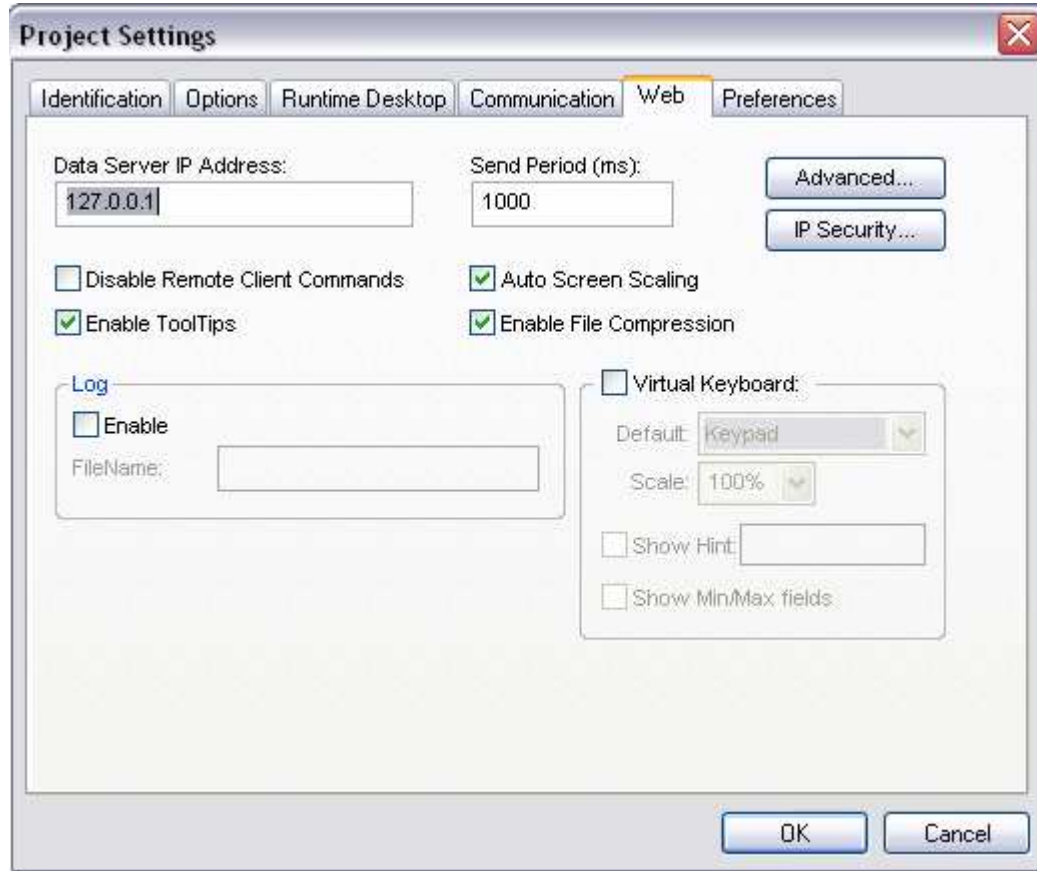 Project Settings
Identification Options Runtime Desktop Communication Web Preferences
Data Server IP Address: Send Period (ms):
127.0.0.1 1000 Advanced...
IP Security...
Disable Remote Client Commands Auto Screen Scaling
Enable ToolTips Enable File Compression
Log Virtual Keyboard:
Enable Default: Keypad
FileName: Scale: 100%
Show Hint:
Show Min/Max fields
OK Cancel